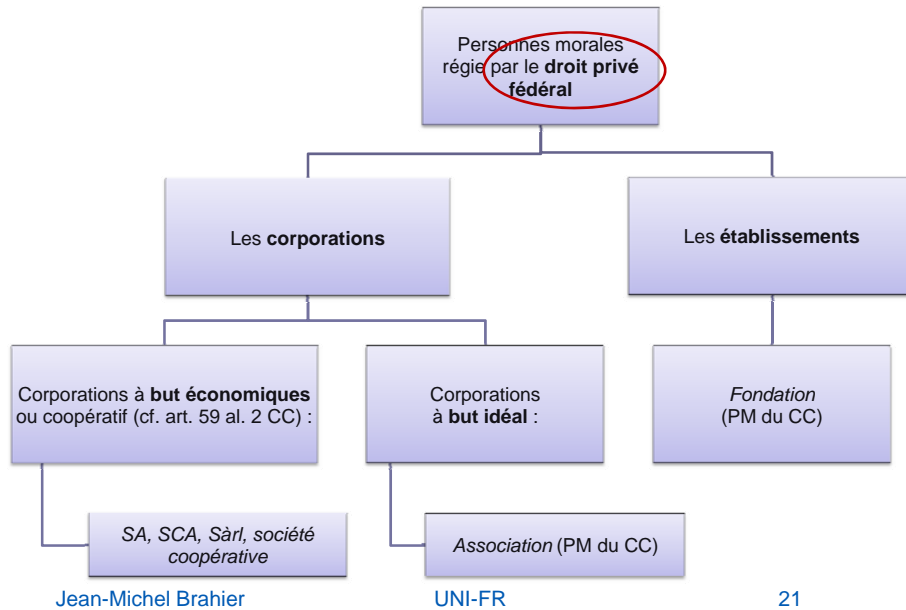 Personnes morales
régie par le droit privé
fédéral
Les corporations
Les établissements
Corporations à but économiques
ou coopératif (cf. art. 59 al. 2 CC) :
Corporations
à but idéal :
Fondation
(PM du CC)
SA, SCA, Sàrl, société
coopérative
Association (PM du CC)
Jean-Michel Brahier
UNI-FR
21